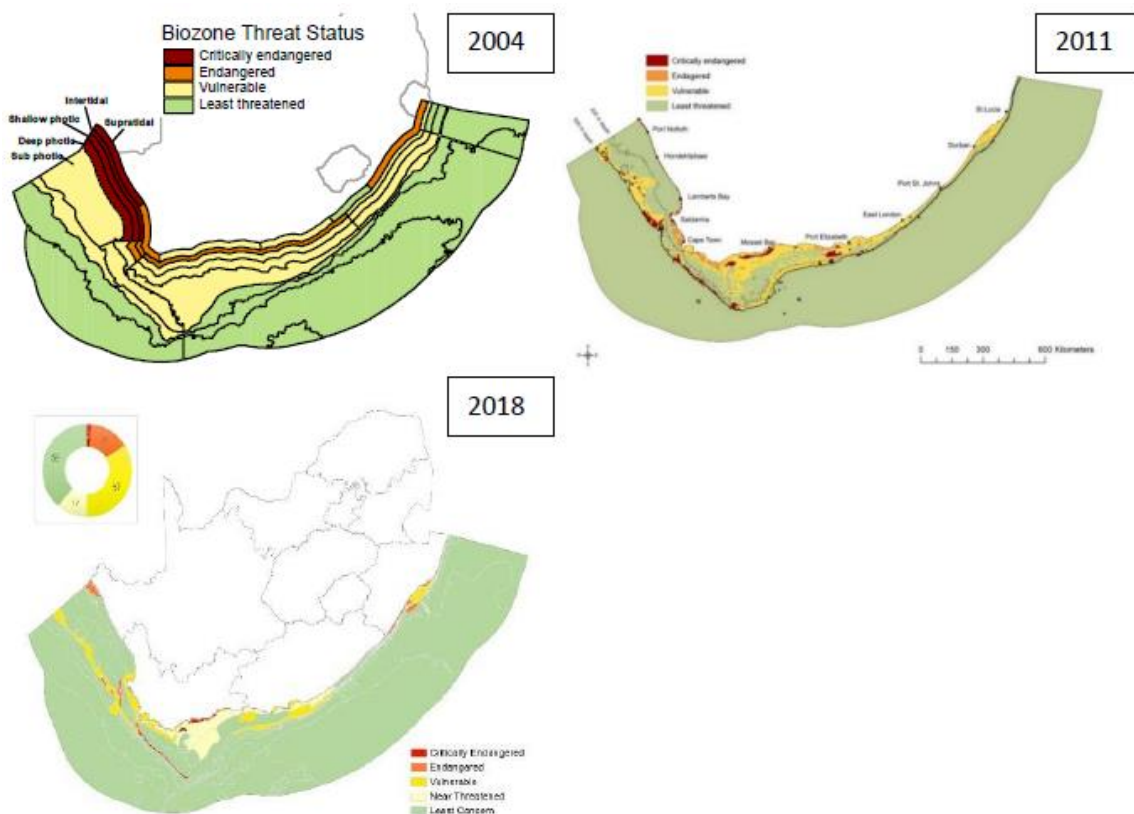 Biozone Threat Status
Critically endangered
Endangered
Vulnerable
Least threatened
2004
Intertidal
Shallow photic
Supratidal
Deep photic
Sub photic
2011
Critically endangered
Endagered
Vulnerable
Least threatened
Port Nolloth
Lamberts Bay
Saldanha
Cape Town
Mossel Bay
Port Elizabeth
East London
Port St. Johns
Durban
St Lucia
0 150 300 600 Kilometers
2018
Critically Endangered
Endangered
Vulnerable
Near Threatened
Least Concern